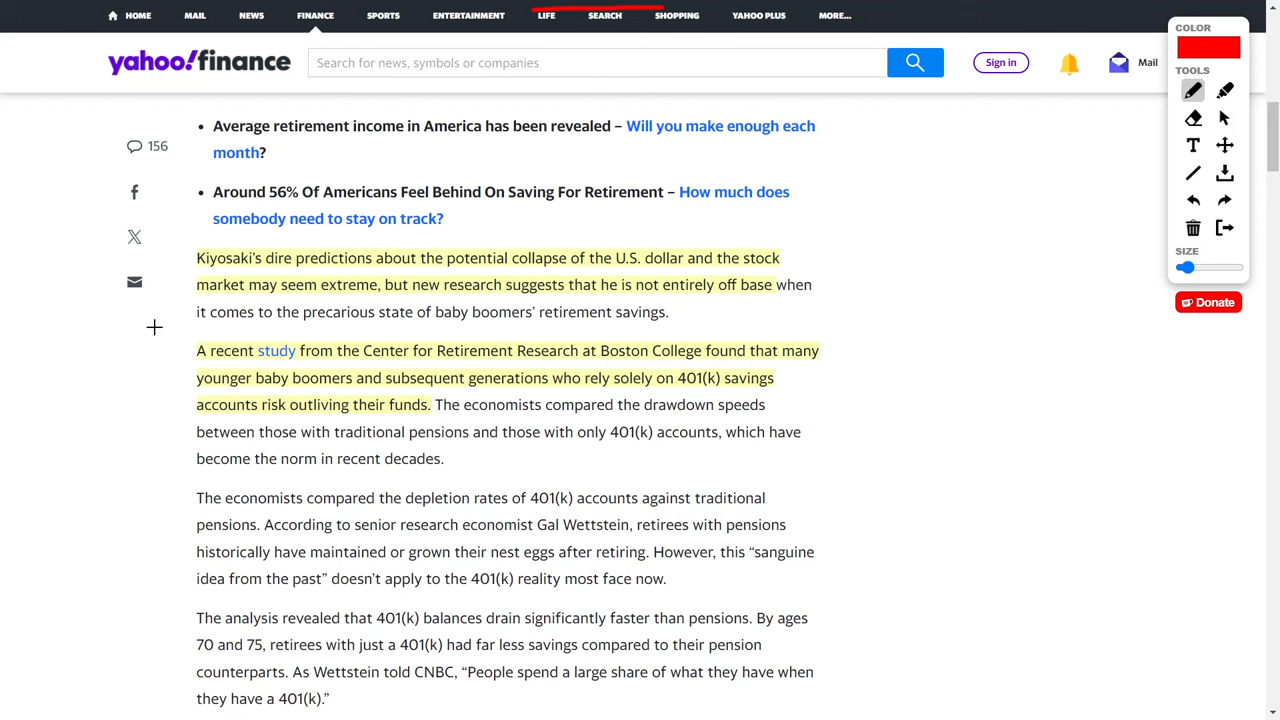 HOME MAIL NEWS FINANCE SPORTS ENTERTAINMENT LIFE SEARCH SHOPPING YAHOO PLUS MORE...
yahoo!finance Search for news, symbols or companies Sign in Mail
COLOR
TOOLS
T
SIZE
Donate
156
• Average retirement income in America has been revealed – Will you make enough each
month?
• Around 56% Of Americans Feel Behind On Saving For Retirement – How much does
somebody need to stay on track?
Kiyosaki’s dire predictions about the potential collapse of the U.S. dollar and the stock
market may seem extreme, but new research suggests that he is not entirely off base when
it comes to the precarious state of baby boomers’ retirement savings.
A recent study from the Center for Retirement Research at Boston College found that many
younger baby boomers and subsequent generations who rely solely on 401(k) savings
accounts risk outliving their funds. The economists compared the drawdown speeds
between those with traditional pensions and those with only 401(k) accounts, which have
become the norm in recent decades.
The economists compared the depletion rates of 401(k) accounts against traditional
pensions. According to senior research economist Gal Wettstein, retirees with pensions
historically have maintained or grown their nest eggs after retiring. However, this “sanguine
idea from the past” doesn’t apply to the 401(k) reality most face now.
The analysis revealed that 401(k) balances drain significantly faster than pensions. By ages
70 and 75, retirees with just a 401(k) had far less savings compared to their pension
counterparts. As Wettstein told CNBC, “People spend a large share of what they have when
they have a 401(k).”